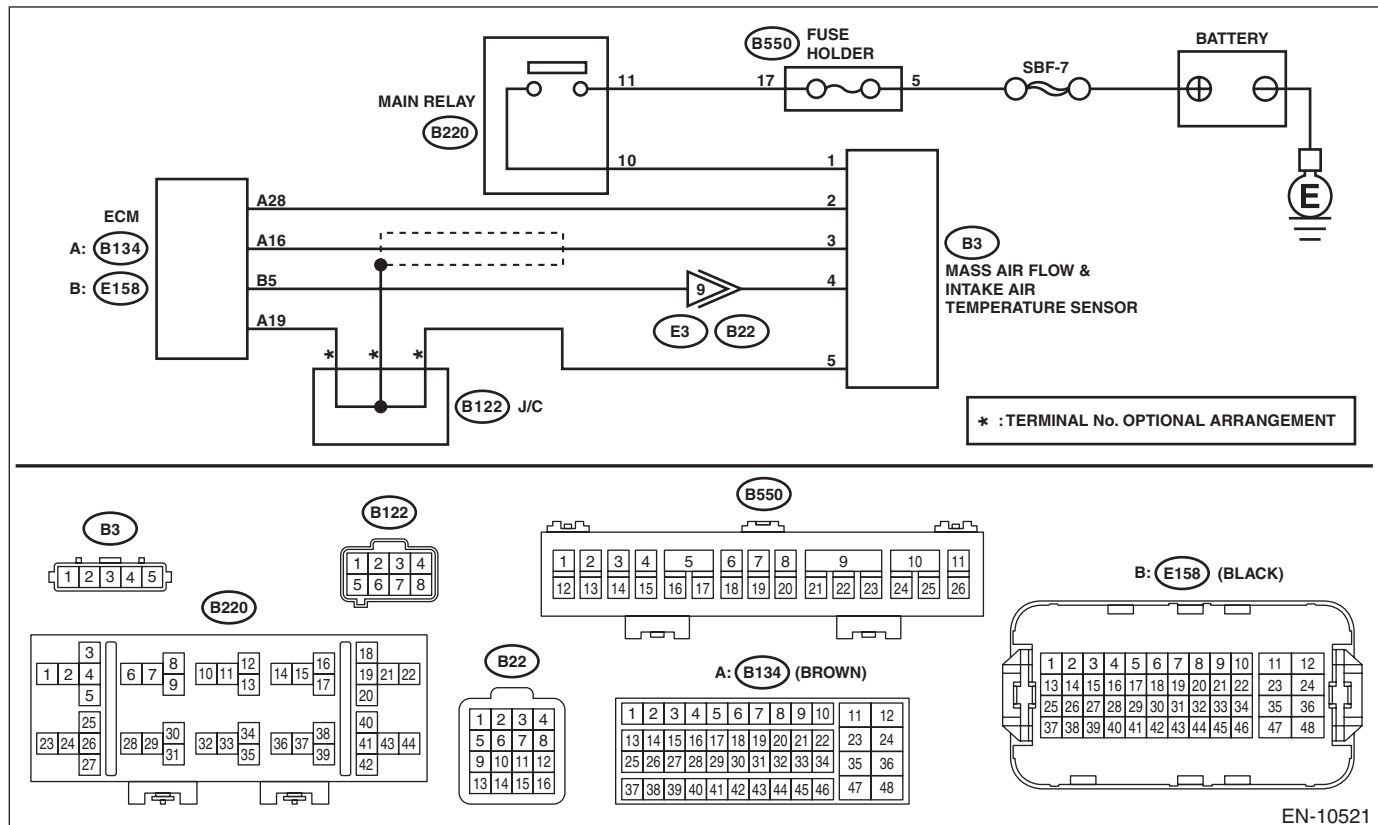 B550 FUSE HOLDER
BATTERY
SBF-7
11 17 5
MAIN RELAY
B220
10 1
A28 2
ECM
A16 3
A: B134
B3
MASS AIR FLOW &
INTAKE AIR
TEMPERATURE SENSOR
B: E158
B5 9 4
E3 B22
A19
* * * 5
B122 J/C
* : TERMINAL No. OPTIONAL ARRANGEMENT
E
B3
1 2 3 4 5
B122
1 2 3 4
5 6 7 8
B550
1 2 3 4 5 6 7 8 9 10 11
12 13 14 15 16 17 18 19 20 21 22 23 24 25 26
B220
3 8 12 16 18
1 2 4 6 7 10 11 14 15 19 21 22
9 13 17
5 20
25 30 34 38 40
23 24 26 28 29 32 33 36 37 41 43 44
31 35 39
27 42
B22
1 2 3 4
5 6 7 8
9 10 11 12
13 14 15 16
A: B134 (BROWN)
1 2 3 4 5 6 7 8 9 10 11 12
13 14 15 16 17 18 19 20 21 22 23 24
25 26 27 28 29 30 31 32 33 34 35 36
37 38 39 40 41 42 43 44 45 46 47 48
B: E158 (BLACK)
1 2 3 4 5 6 7 8 9 10 11 12
13 14 15 16 17 18 19 20 21 22 23 24
25 26 27 28 29 30 31 32 33 34 35 36
37 38 39 40 41 42 43 44 45 46 47 48
EN-10521